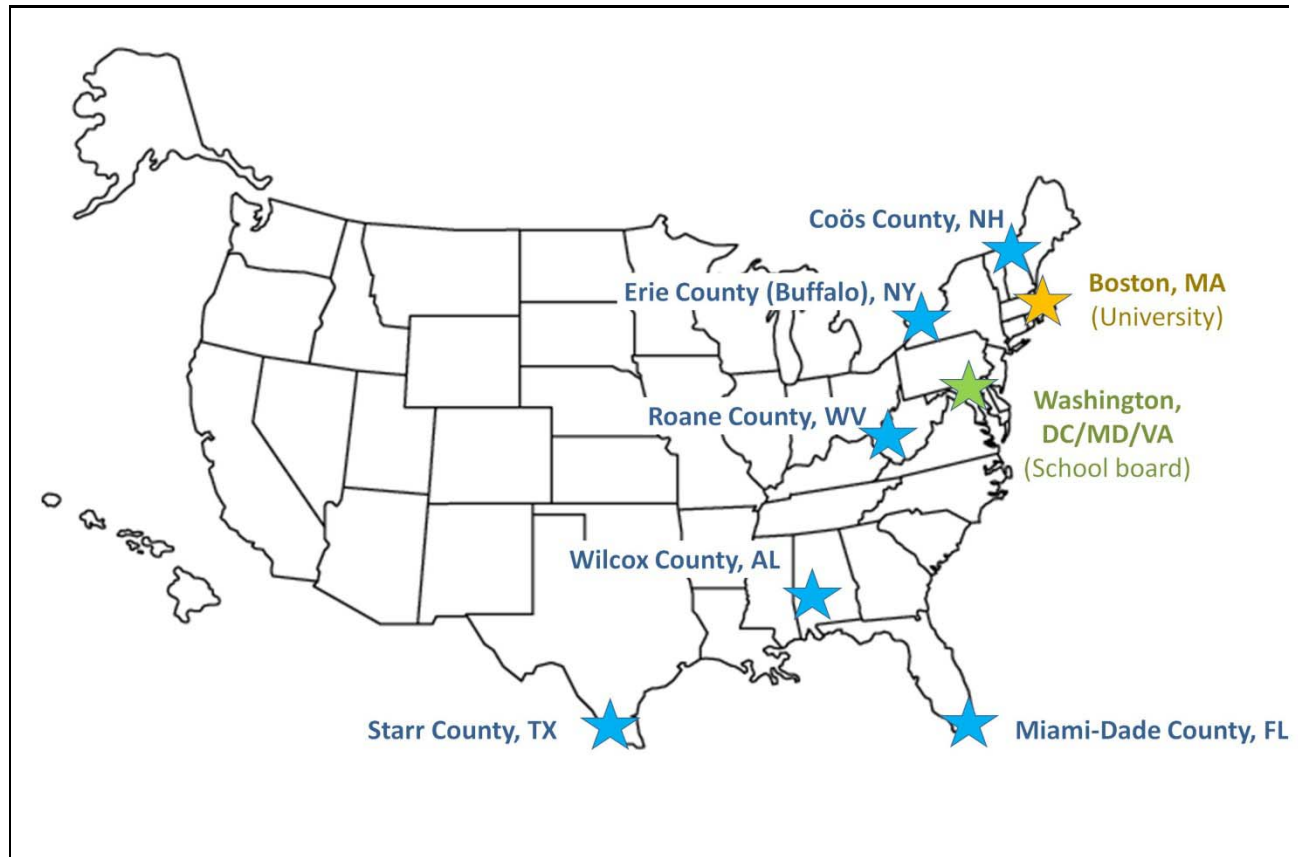 Coös County, NH
Erie County (Buffalo), NY
Boston, MA
(University)
Roane County, WV
Washington,
DC/MD/VA
(School board)
Wilcox County, AL
Starr County, TX
Miami-Dade County, FL